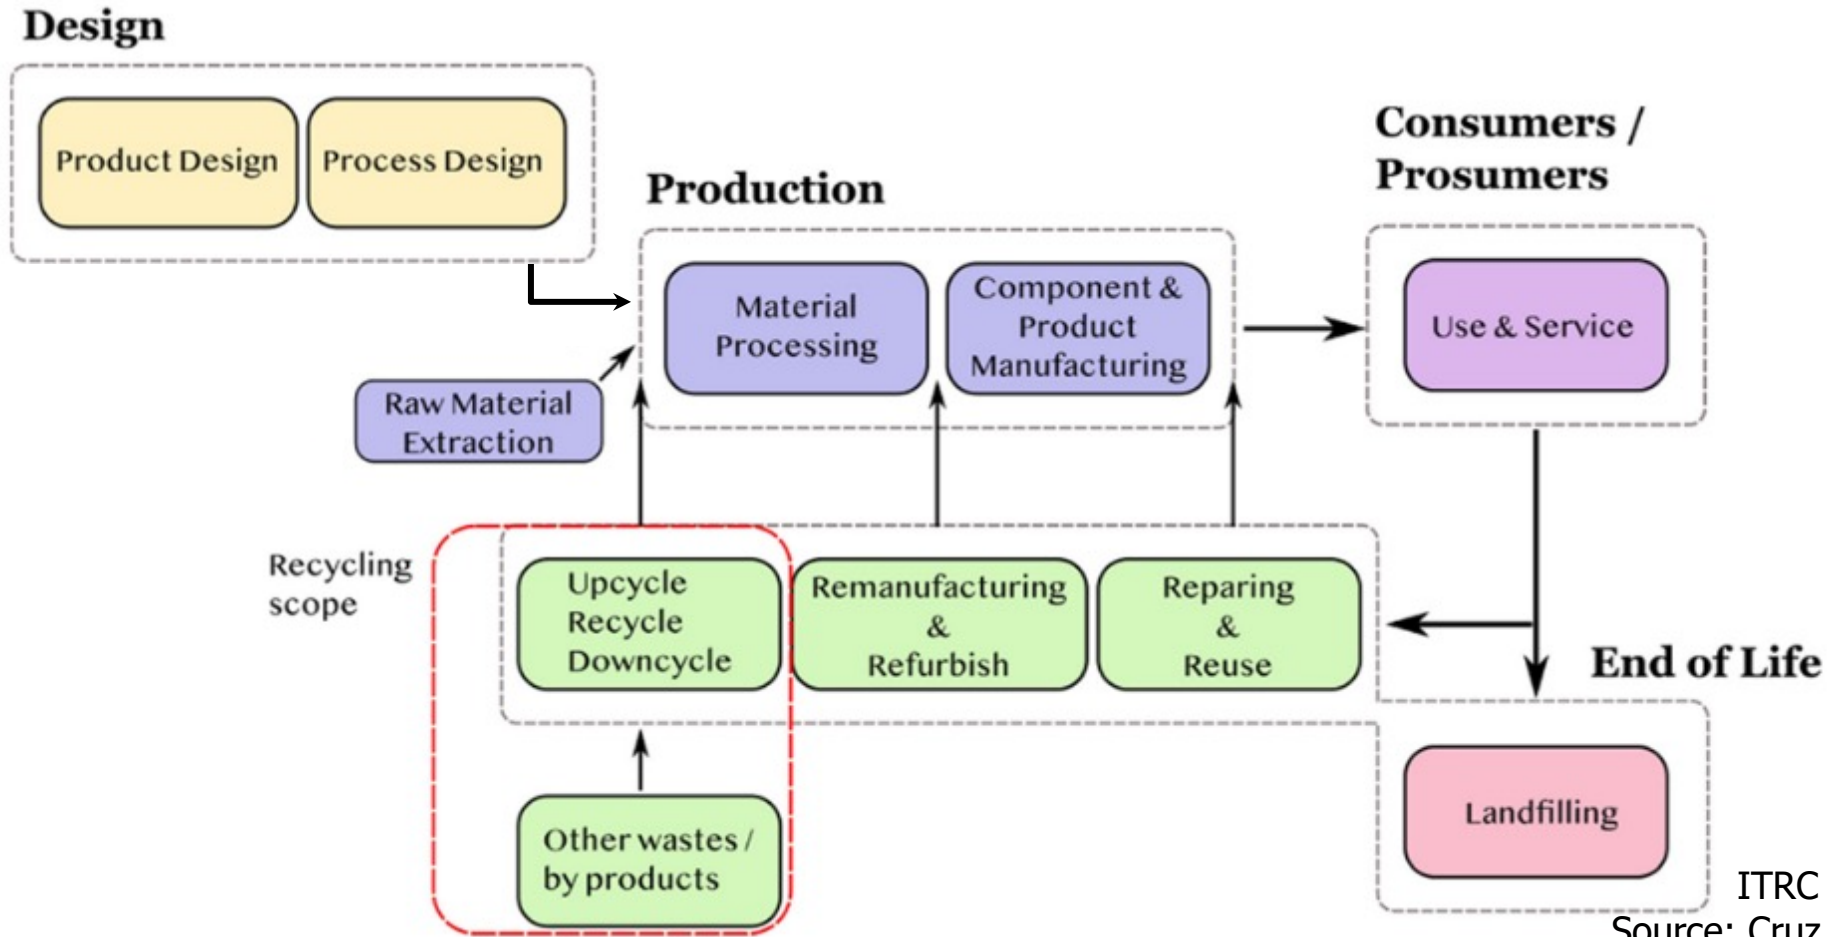 Design
Product Design
Process Design
Production
Consumers /
Prosumers
Material
Processing
Component &
Product
Manufacturing
Use & Service
Raw Material
Extraction
Recycling
scope
Upcycle
Recycle
Downcycle
Remanufacturing
&
Refurbish
Reparing
&
Reuse
End of Life
Other wastes /
by products
Landfilling
ITRC
Source: Cruz